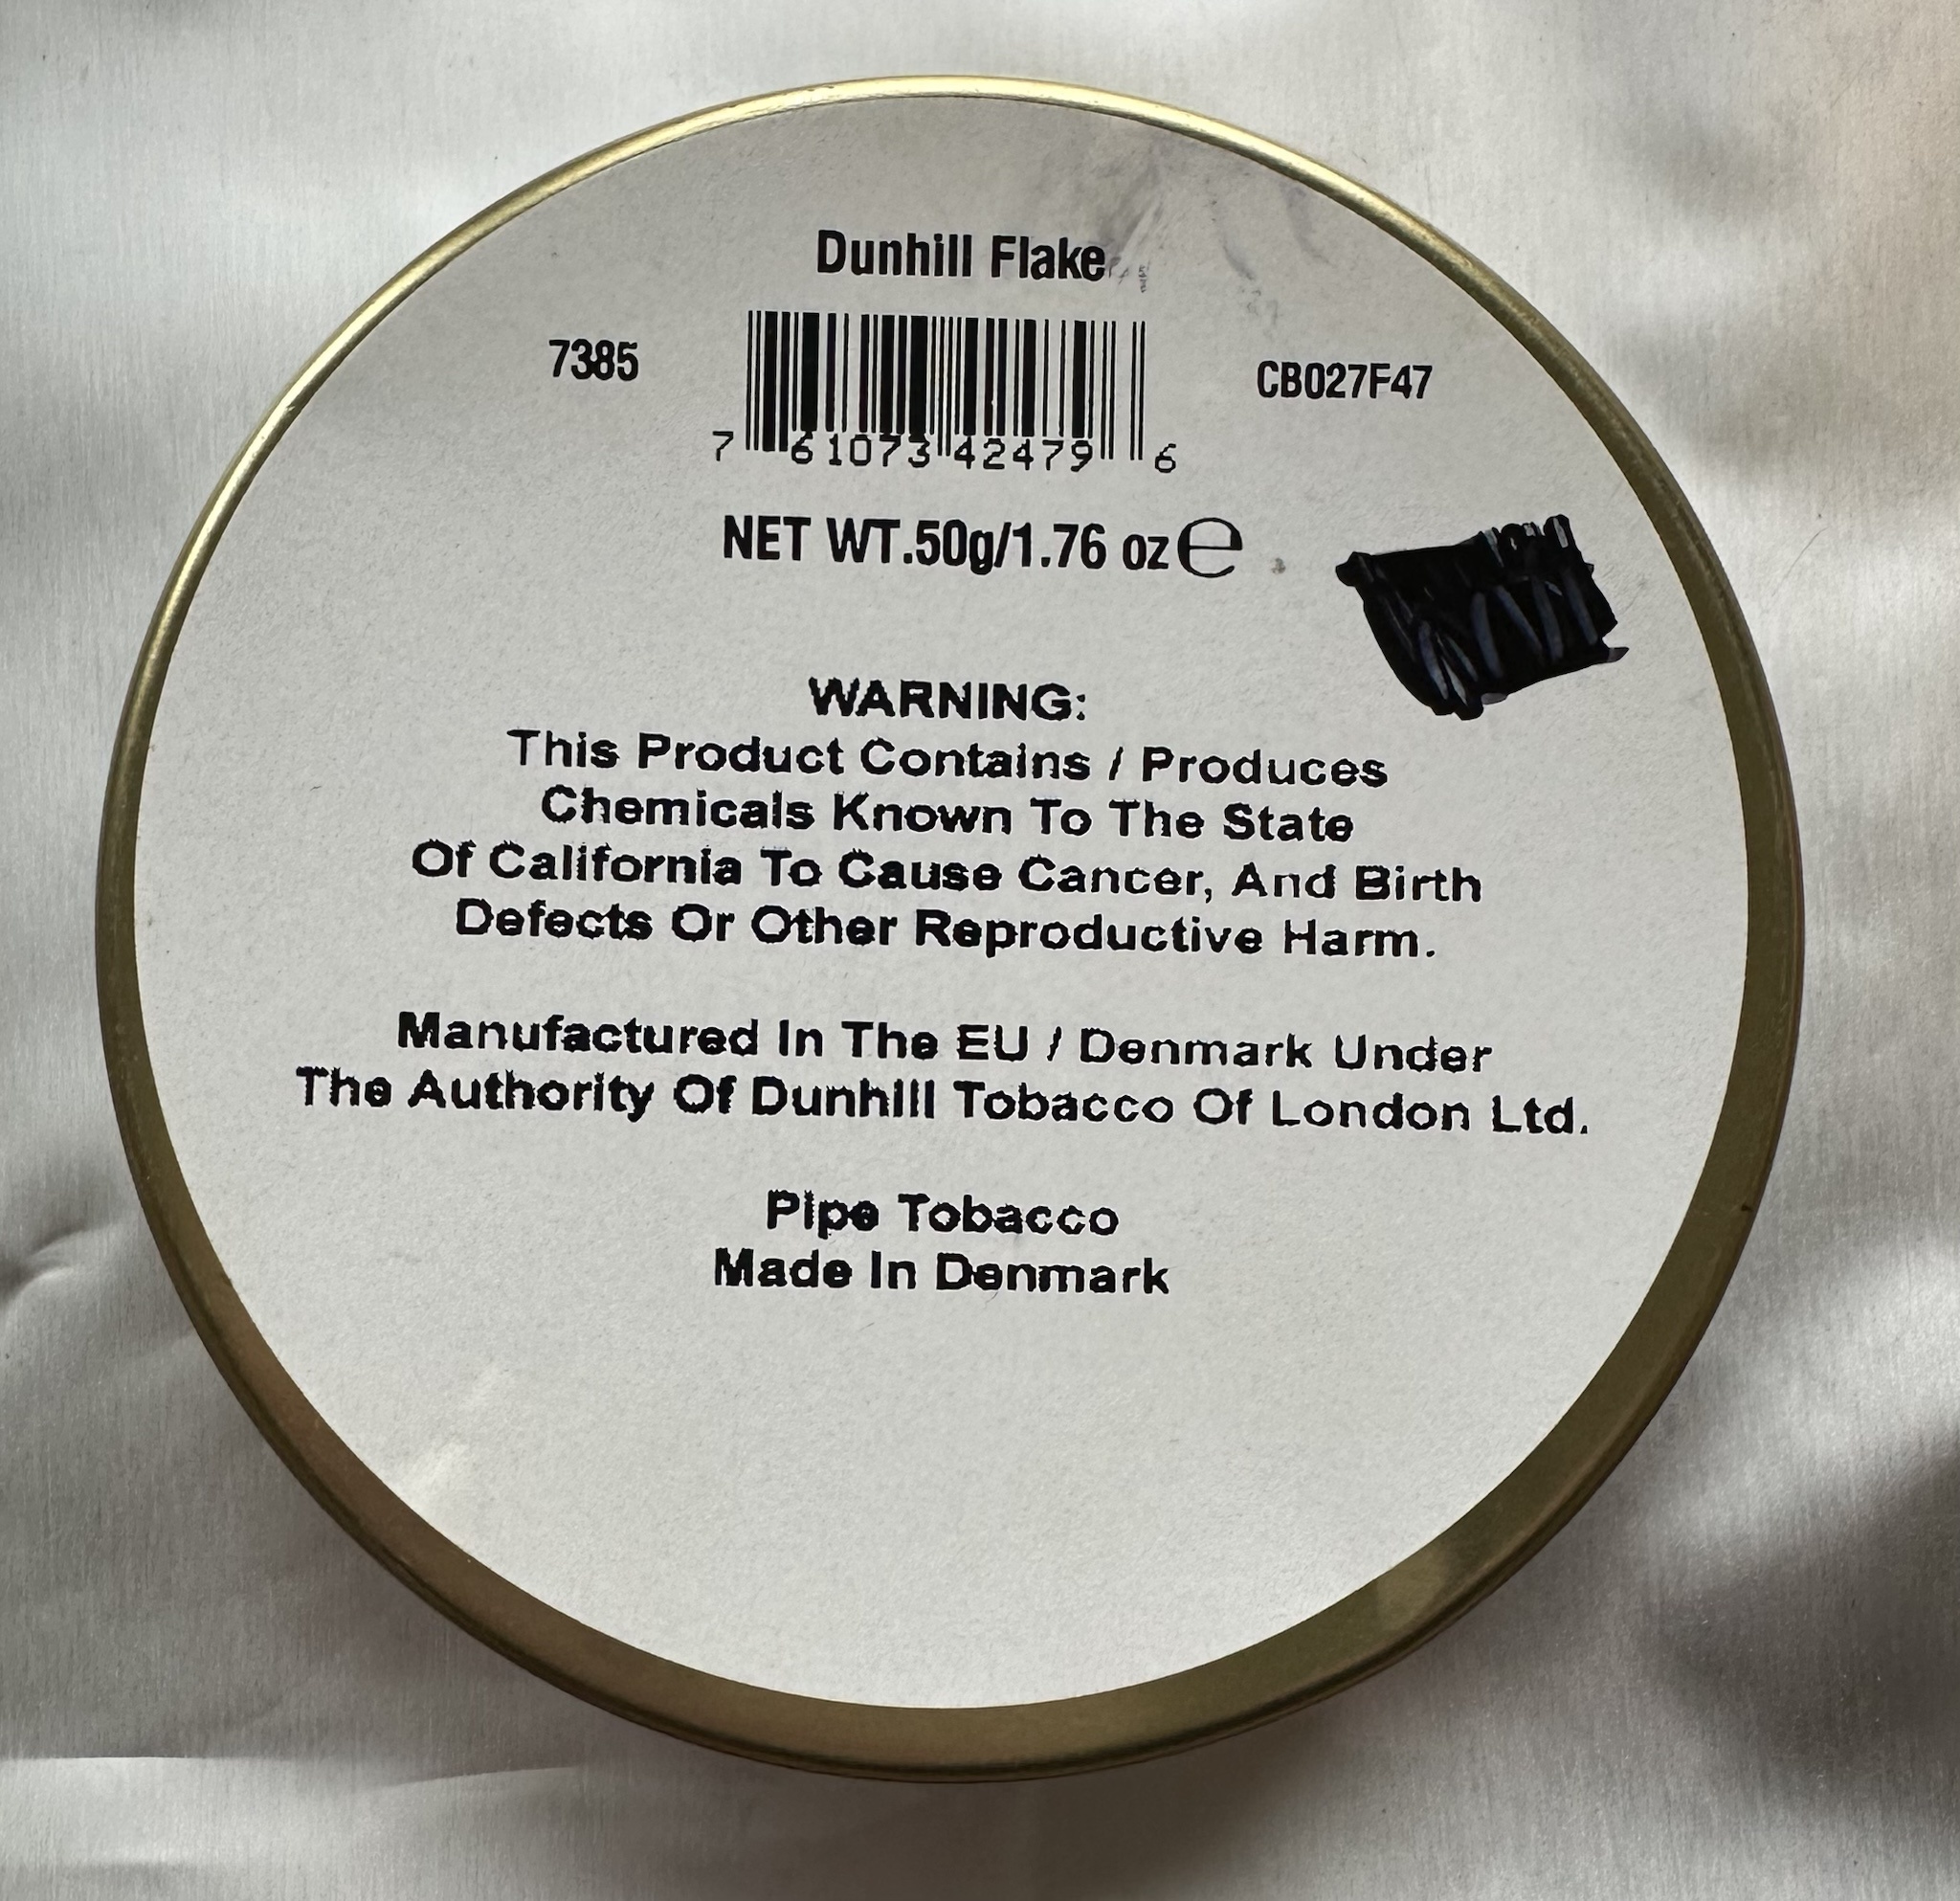 Dunhill Flake
7385
CB027F47
7 61073 42479 6
NET WT.50g/1.76 oz ℮
WARNING:
This Product Contains / Produces
Chemicals Known To The State
Of California To Cause Cancer, And Birth
Defects Or Other Reproductive Harm.
Manufactured In The EU / Denmark Under
The Authority Of Dunhill Tobacco Of London Ltd.
Pipe Tobacco
Made In Denmark